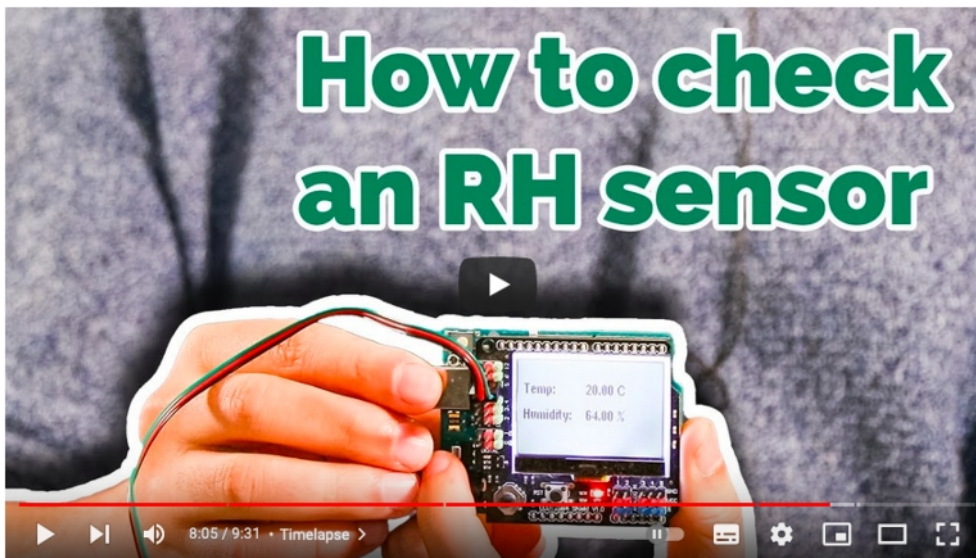 How to check
an RH sensor
Temp: 20.00 C
Humidity: 64.00 %
8:05 / 9:31 • Timelapse >